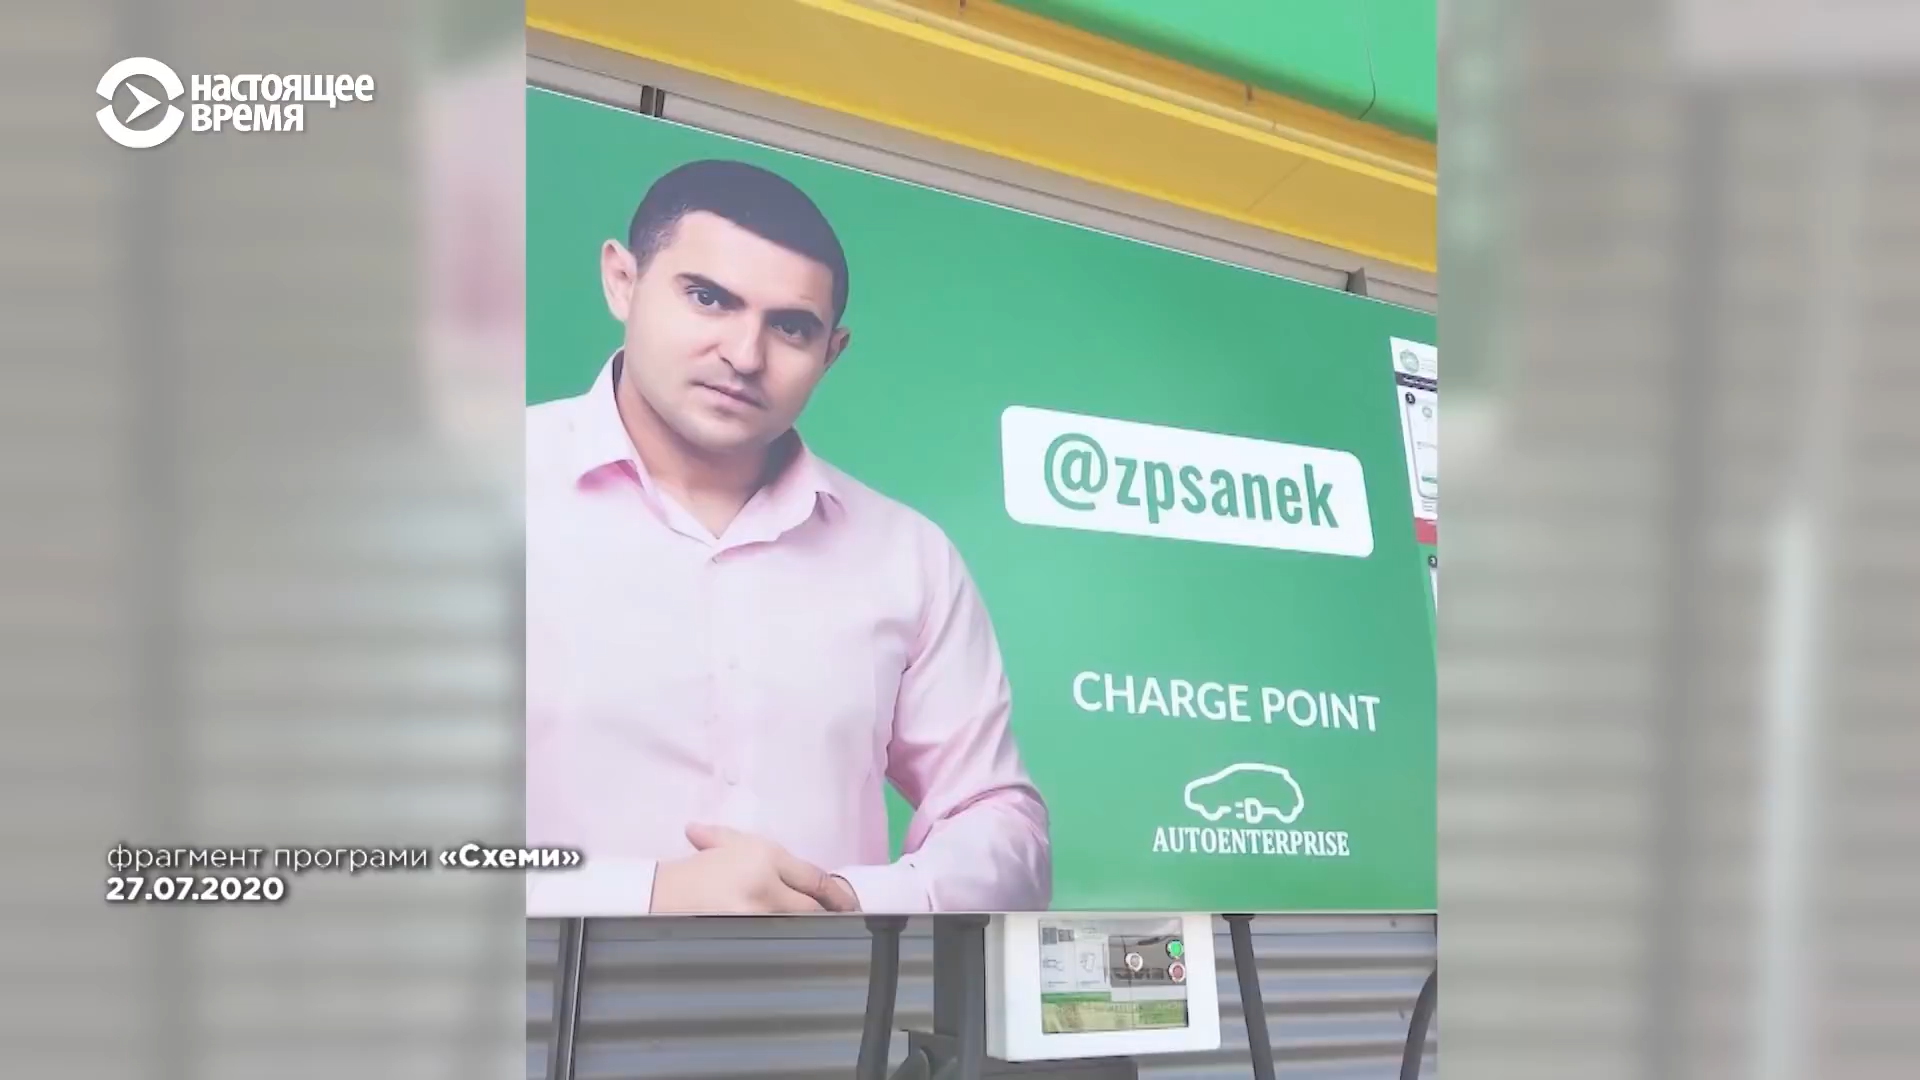 НАСТОЯЩЕЕ
ВРЕМЯ
@zpsanek
CHARGE POINT
AUTOENTERPRISE
фрагмент програми «Схеми»
27.07.2020